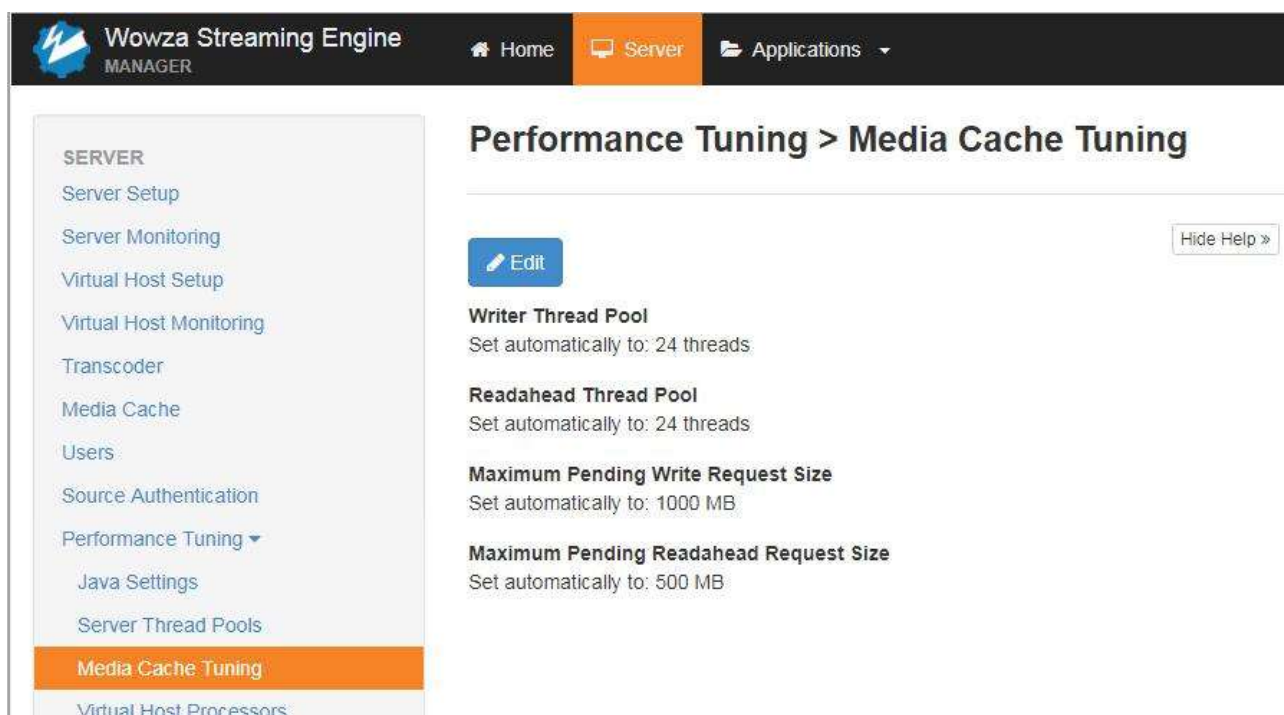 Wowza Streaming Engine
MANAGER
Home
Server
Applications
SERVER
Server Setup
Server Monitoring
Virtual Host Setup
Virtual Host Monitoring
Transcoder
Media Cache
Users
Source Authentication
Performance Tuning
Java Settings
Server Thread Pools
Media Cache Tuning
Virtual Host Processors
Performance Tuning > Media Cache Tuning
Hide Help »
Edit
Writer Thread Pool
Set automatically to: 24 threads
Readahead Thread Pool
Set automatically to: 24 threads
Maximum Pending Write Request Size
Set automatically to: 1000 MB
Maximum Pending Readahead Request Size
Set automatically to: 500 MB